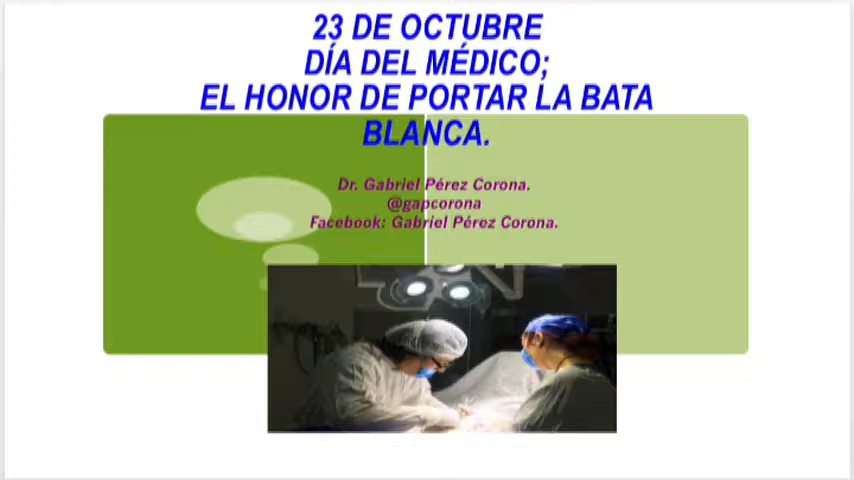 23 DE OCTUBRE
DÍA DEL MÉDICO;
EL HONOR DE PORTAR LA BATA
BLANCA.
Dr. Gabriel Pérez Corona.
@gapcorona
Facebook: Gabriel Pérez Corona.